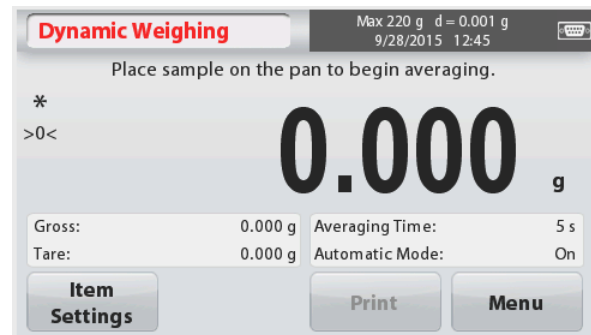 Dynamic Weighing
Max 220 g d = 0.001 g
9/28/2015 12:45
Place sample on the pan to begin averaging.
*
>0<
0.000 g
Gross: 0.000 g
Tare: 0.000 g
Averaging Time: 5 s
Automatic Mode: On
Item
Settings
Print
Menu